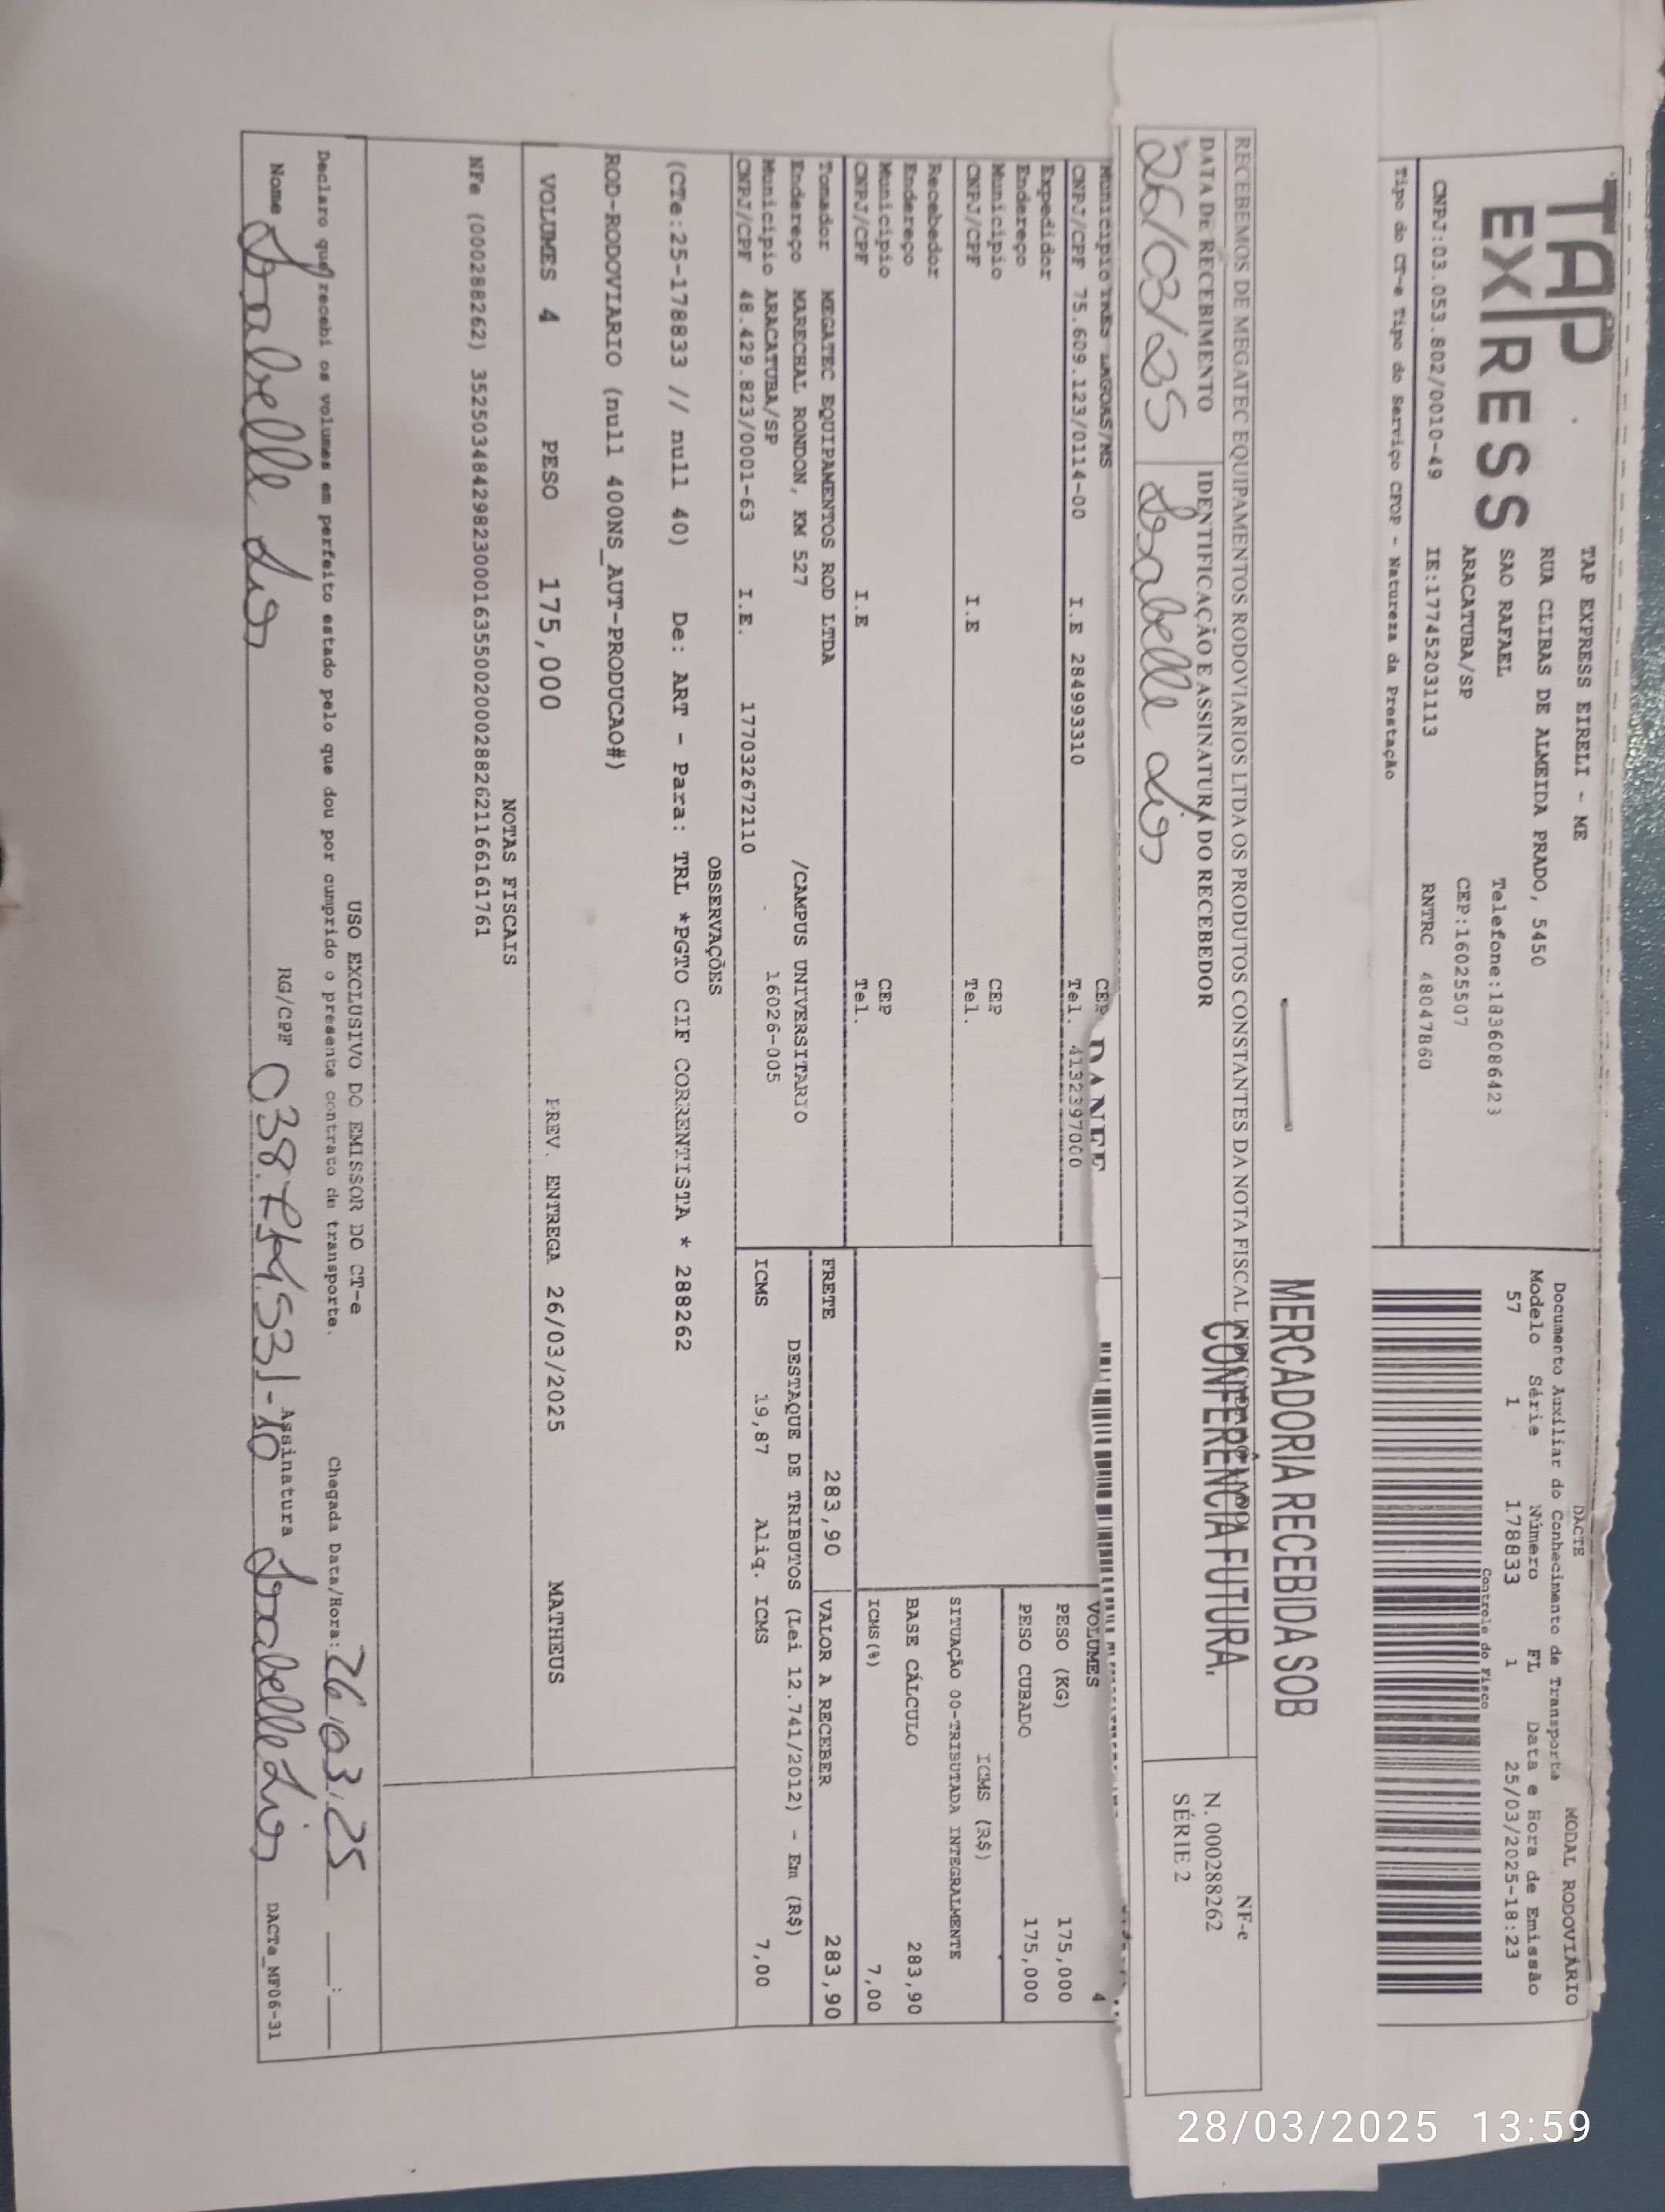 TAP
EXPRESS
TAP EXPRESS EIRELI - ME
RUA CLIBAS DE ALMEIDA PRADO, 5450
SAO RAFAEL Telefone:1836086423
ARACATUBA/SP CEP:16025507
CNPJ:03.053.802/0010-49 IE:177452031113 RNTRC 48047860
Tipo do CT-e Tipo do Serviço CFOP - Natureza da Prestação
DACTE MODAL RODOVIÁRIO
Documento Auxiliar do Conhecimento de Transporte
Modelo Série Número FL Data e Hora de Emissão
57 1 178833 1 25/03/2025-18:23
Controle do Fisco
MERCADORIA RECEBIDA SOB
CONFERÊNCIA FUTURA.
RECEBEMOS DE MEGATEC EQUIPAMENTOS RODOVIARIOS LTDA OS PRODUTOS CONSTANTES DA NOTA FISCAL
DATA DE RECEBIMENTO IDENTIFICAÇÃO E ASSINATURA DO RECEBEDOR
26/03/25 Isabelle Dias
NF-e
N. 000288262
SÉRIE 2
DANFE
Municipio TRES LAGOAS/MS CEP
CNPJ/CPF 75.609.123/0114-00 I.E 284993310 Tel. 4132397000
Expedidor
Endereço
Municipio CEP
CNPJ/CPF I.E Tel.
Recebedor
Endereço
Municipio CEP
CNPJ/CPF I.E Tel.
VOLUMES 4
PESO (KG) 175,000
PESO CUBADO 175,000
ICMS (R$)
SITUAÇÃO 00-TRIBUTADA INTEGRALMENTE
BASE CÁLCULO 283,90
ICMS(%) 7,00
Tomador MEGATEC EQUIPAMENTOS ROD LTDA
Endereço MARECHAL RONDON, KM 527 /CAMPUS UNIVERSITARIO
Municipio ARACATUBA/SP 16026-005
CNPJ/CPF 48.429.823/0001-63 I.E. 177032672110
FRETE 283,90 VALOR A RECEBER 283,90
DESTAQUE DE TRIBUTOS (Lei 12.741/2012) - Em (R$)
ICMS 19,87 Aliq. ICMS 7,00
OBSERVAÇÕES
(CTe:25-178833 // null 40) De: ART - Para: TRL *PGTO CIF CORRENTISTA * 288262
ROD-RODOVIARIO (null 400NS_AUT-PRODUCAO#)
VOLUMES 4 PESO 175,000 PREV. ENTREGA 26/03/2025 MATHEUS
NOTAS FISCAIS
NFe (000288262) 35250348429823000163550020002882621166161761
USO EXCLUSIVO DO EMISSOR DO CT-e
Declaro que recebi os volumes em perfeito estado pelo que dou por cumprido o presente contrato de transporte. Chegada Data/Hora: 26/03/25 :
Nome Isabelle Dias RG/CPF Assinatura Isabelle Dias DACTe_MF06-31
28/03/2025 13:59